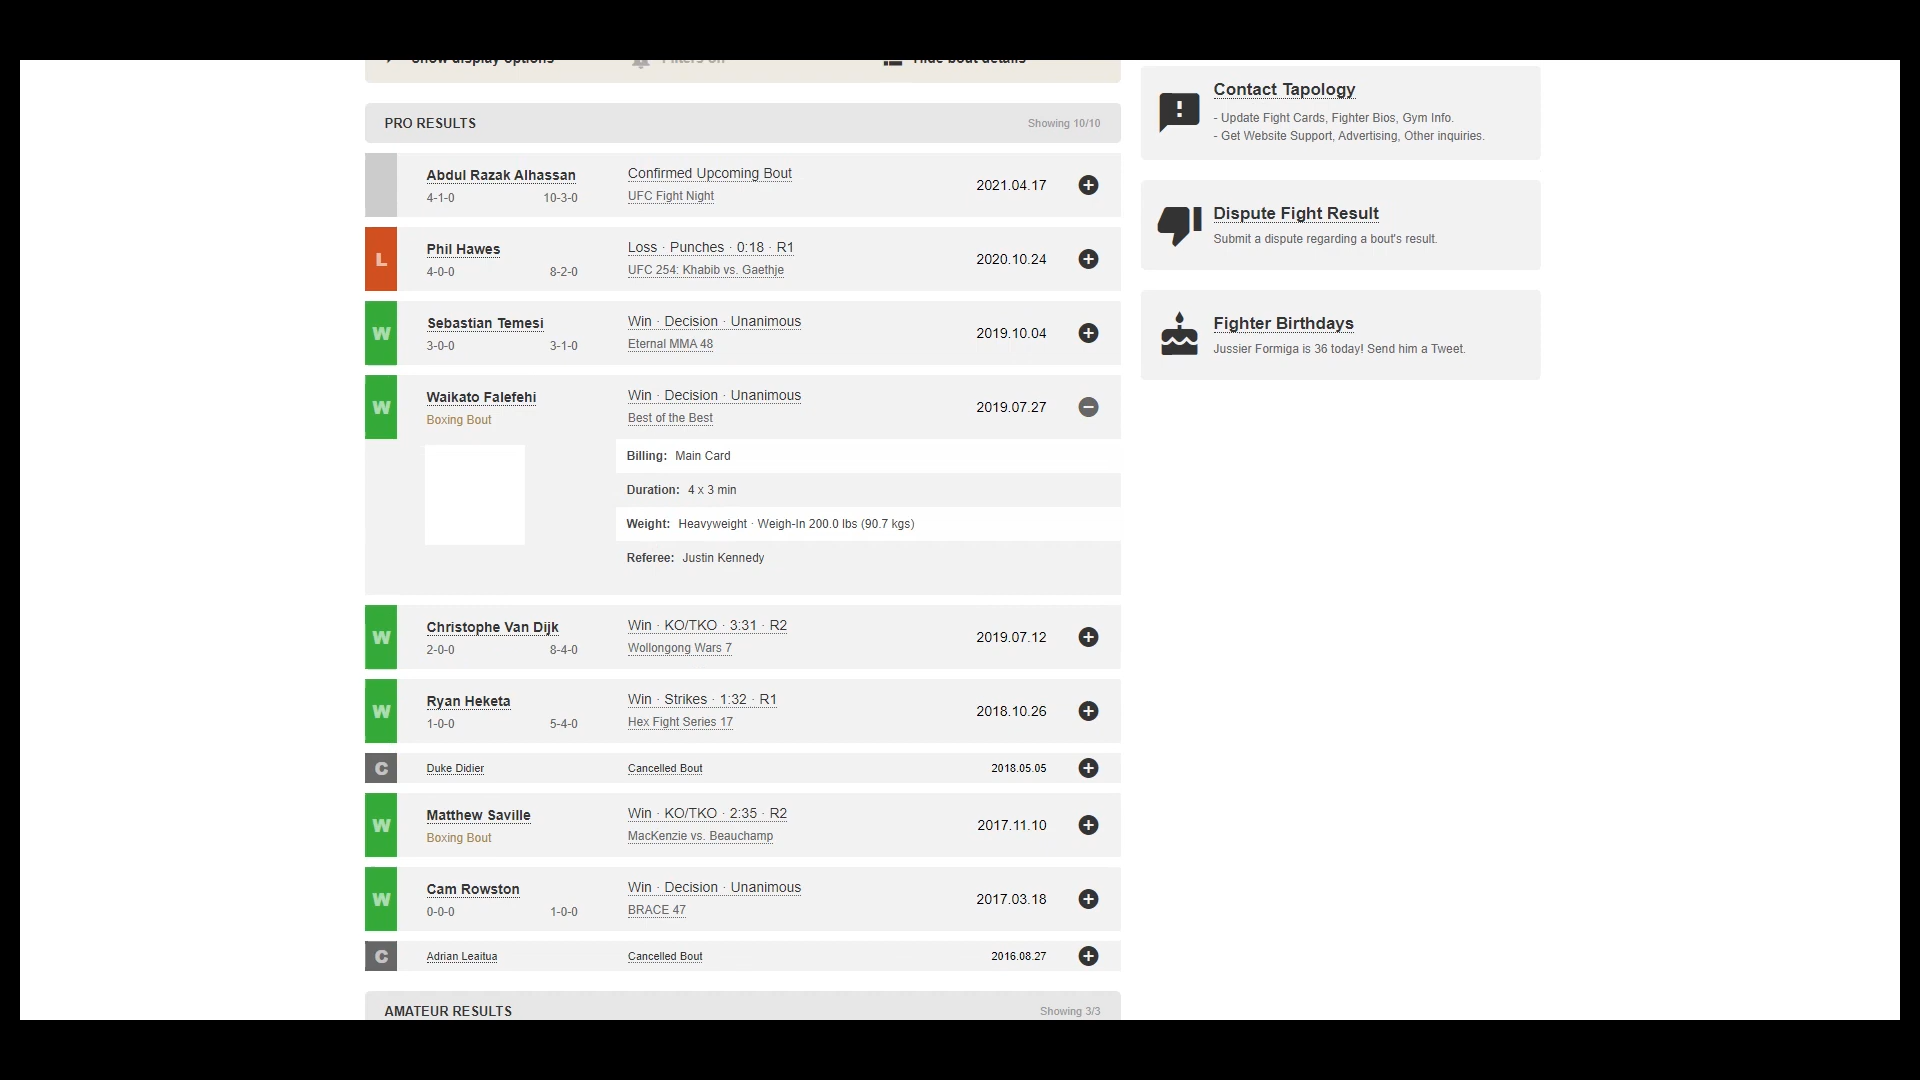 Show display options
Filters on
Hide bout details
PRO RESULTS
Showing 10/10
Abdul Razak Alhassan
4-1-0 10-3-0
Confirmed Upcoming Bout
UFC Fight Night
2021.04.17
L
Phil Hawes
4-0-0 8-2-0
Loss · Punches · 0:18 · R1
UFC 254: Khabib vs. Gaethje
2020.10.24
W
Sebastian Temesi
3-0-0 3-1-0
Win · Decision · Unanimous
Eternal MMA 48
2019.10.04
W
Waikato Falefehi
Boxing Bout
Win · Decision · Unanimous
Best of the Best
2019.07.27
Billing: Main Card
Duration: 4 x 3 min
Weight: Heavyweight · Weigh-In 200.0 lbs (90.7 kgs)
Referee: Justin Kennedy
W
Christophe Van Dijk
2-0-0 8-4-0
Win · KO/TKO · 3:31 · R2
Wollongong Wars 7
2019.07.12
W
Ryan Heketa
1-0-0 5-4-0
Win · Strikes · 1:32 · R1
Hex Fight Series 17
2018.10.26
C
Duke Didier
Cancelled Bout
2018.05.05
W
Matthew Saville
Boxing Bout
Win · KO/TKO · 2:35 · R2
MacKenzie vs. Beauchamp
2017.11.10
W
Cam Rowston
0-0-0 1-0-0
Win · Decision · Unanimous
BRACE 47
2017.03.18
C
Adrian Leaitua
Cancelled Bout
2016.08.27
AMATEUR RESULTS
Showing 3/3
Contact Tapology
- Update Fight Cards, Fighter Bios, Gym Info.
- Get Website Support, Advertising, Other inquiries.
Dispute Fight Result
Submit a dispute regarding a bout's result.
Fighter Birthdays
Jussier Formiga is 36 today! Send him a Tweet.